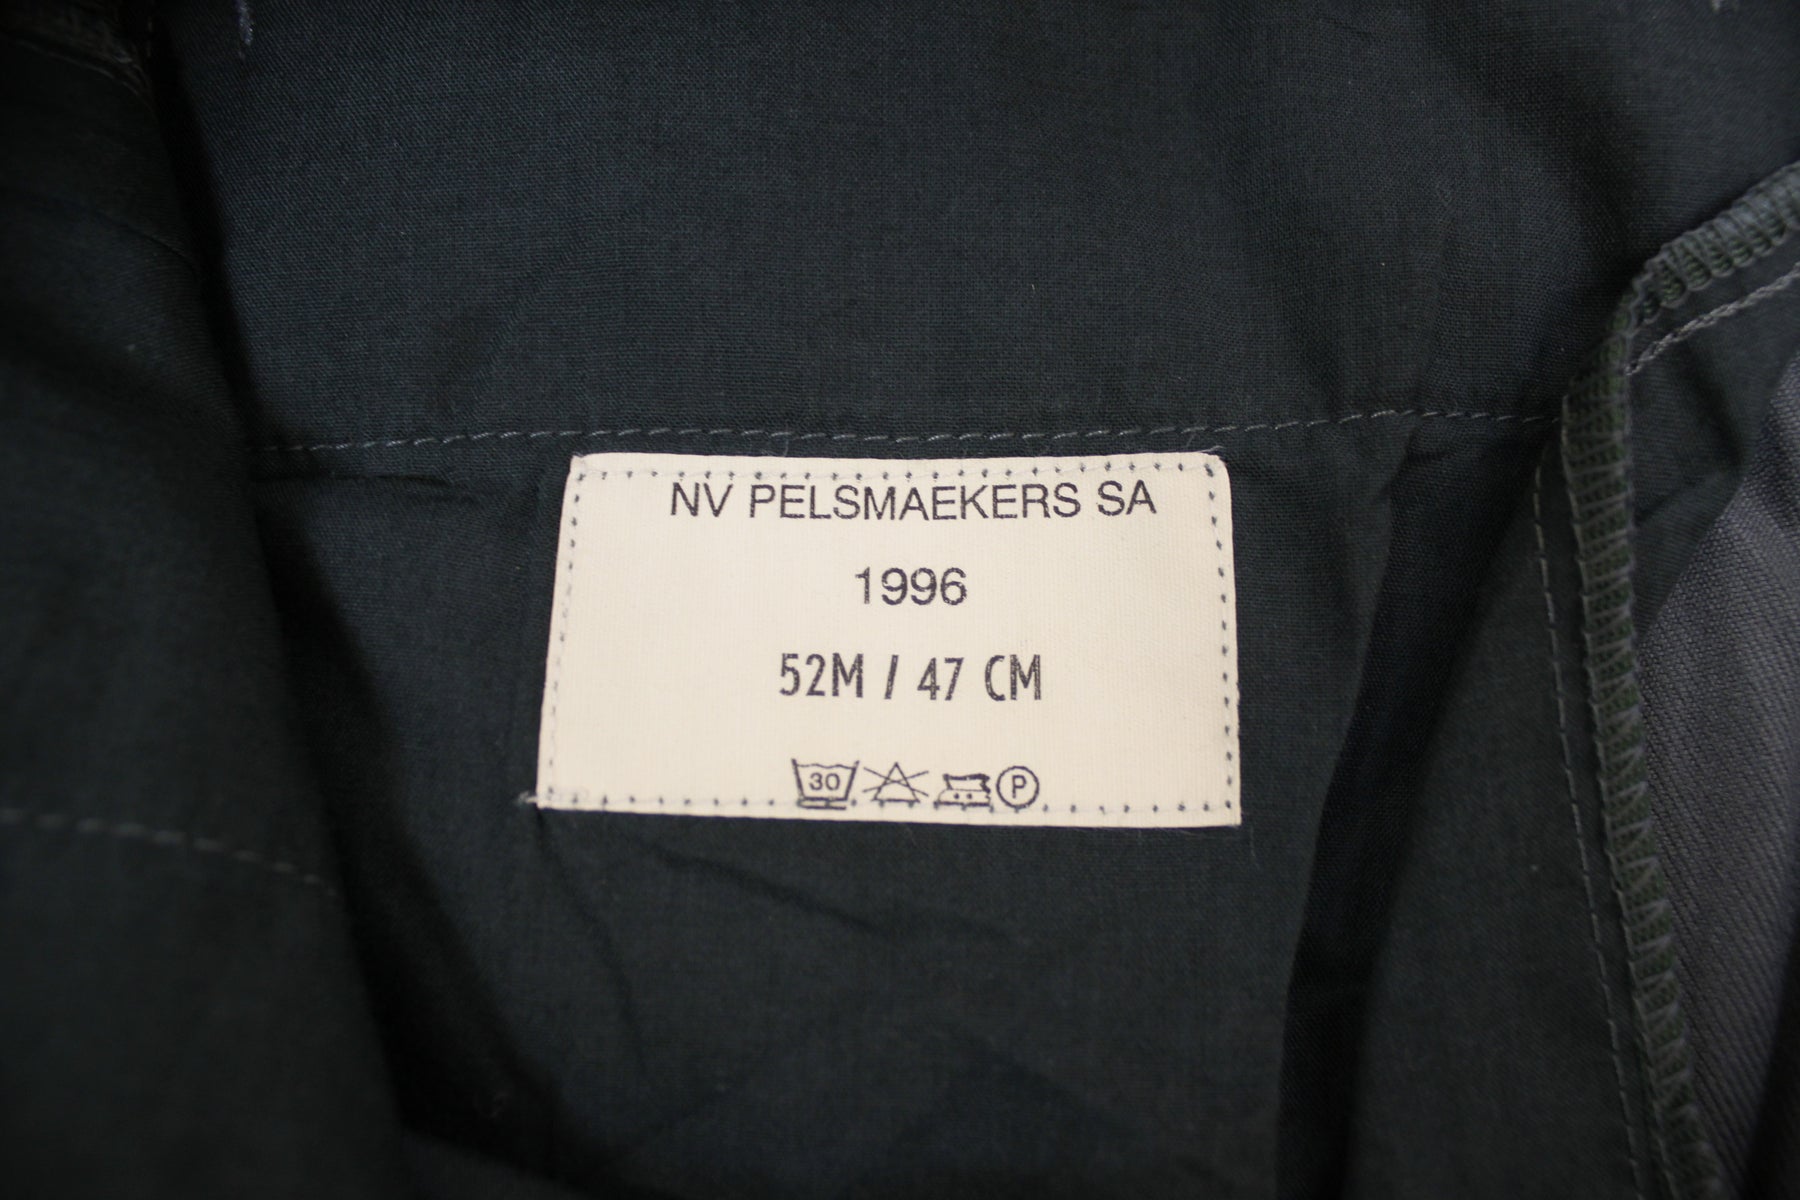 NV PELSMAEKERS SA
1996
52M / 47 CM
30 P